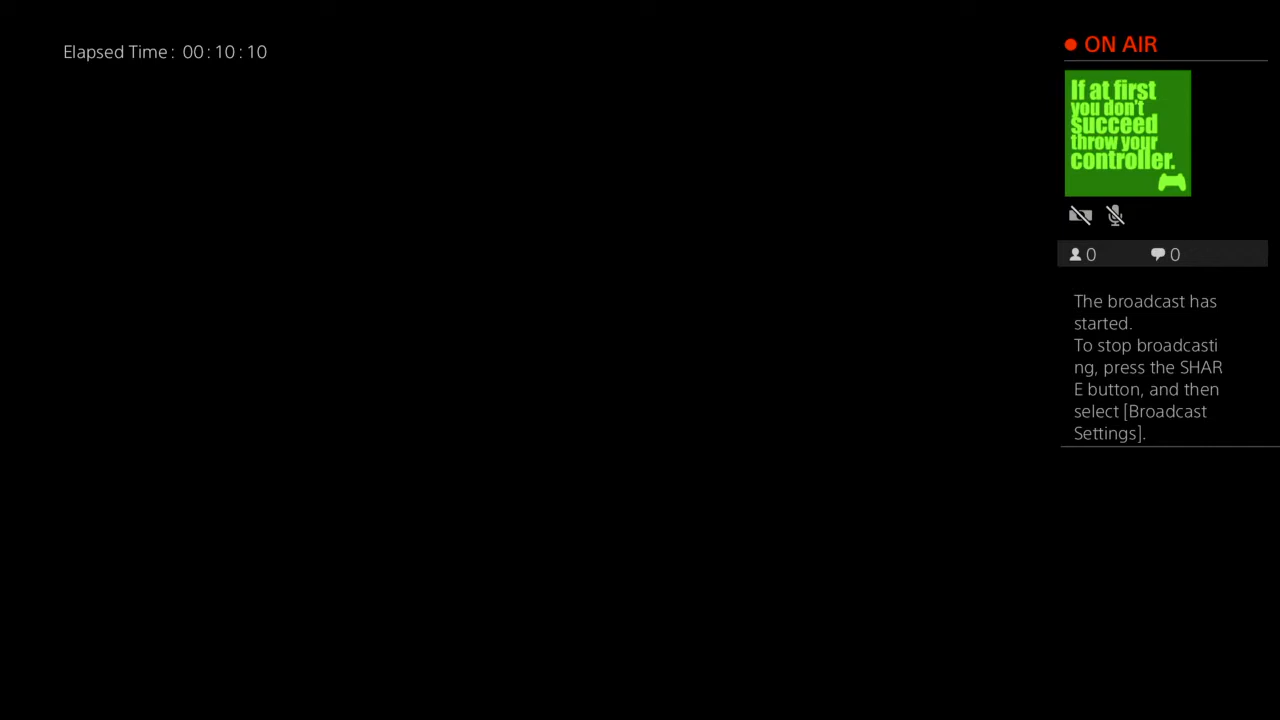 Elapsed Time: 00:10:10
ON AIR
If at first
you don't
succeed
throw your
controller.
0 0
The broadcast has
started.
To stop broadcasti
ng, press the SHAR
E button, and then
select [Broadcast
Settings].